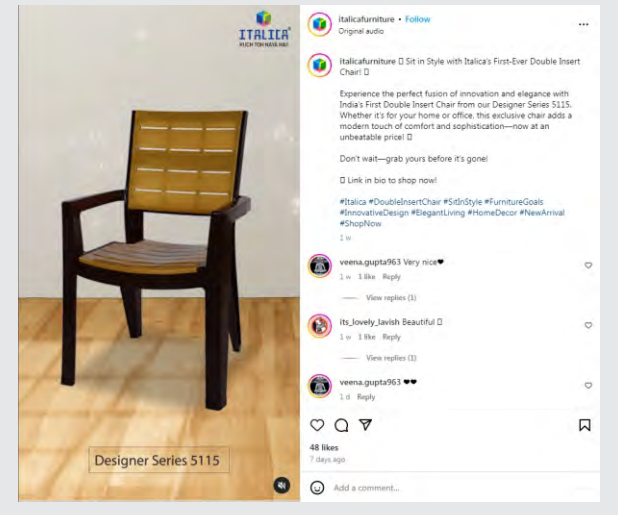 ITALICA
KUCH TOH NAYA HAI!
Designer Series 5115
italicafurniture • Follow
Original audio
italicafurniture Sit in Style with Italica's First-Ever Double Insert
Chair!
Experience the perfect fusion of innovation and elegance with
India's First Double Insert Chair from our Designer Series 5115.
Whether it's for your home or office, this exclusive chair adds a
modern touch of comfort and sophistication—now at an
unbeatable price!
Don't wait—grab yours before it's gone!
Link in bio to shop now!
#Italica #DoubleInsertChair #SitInStyle #FurnitureGoals
#InnovativeDesign #ElegantLiving #HomeDecor #NewArrival
#ShopNow
1 w
veena.gupta963 Very nice
1 w 1 like Reply
View replies (1)
its_lovely_lavish Beautiful
1 w 1 like Reply
View replies (1)
veena.gupta963
1 d Reply
48 likes
7 days ago
Add a comment...